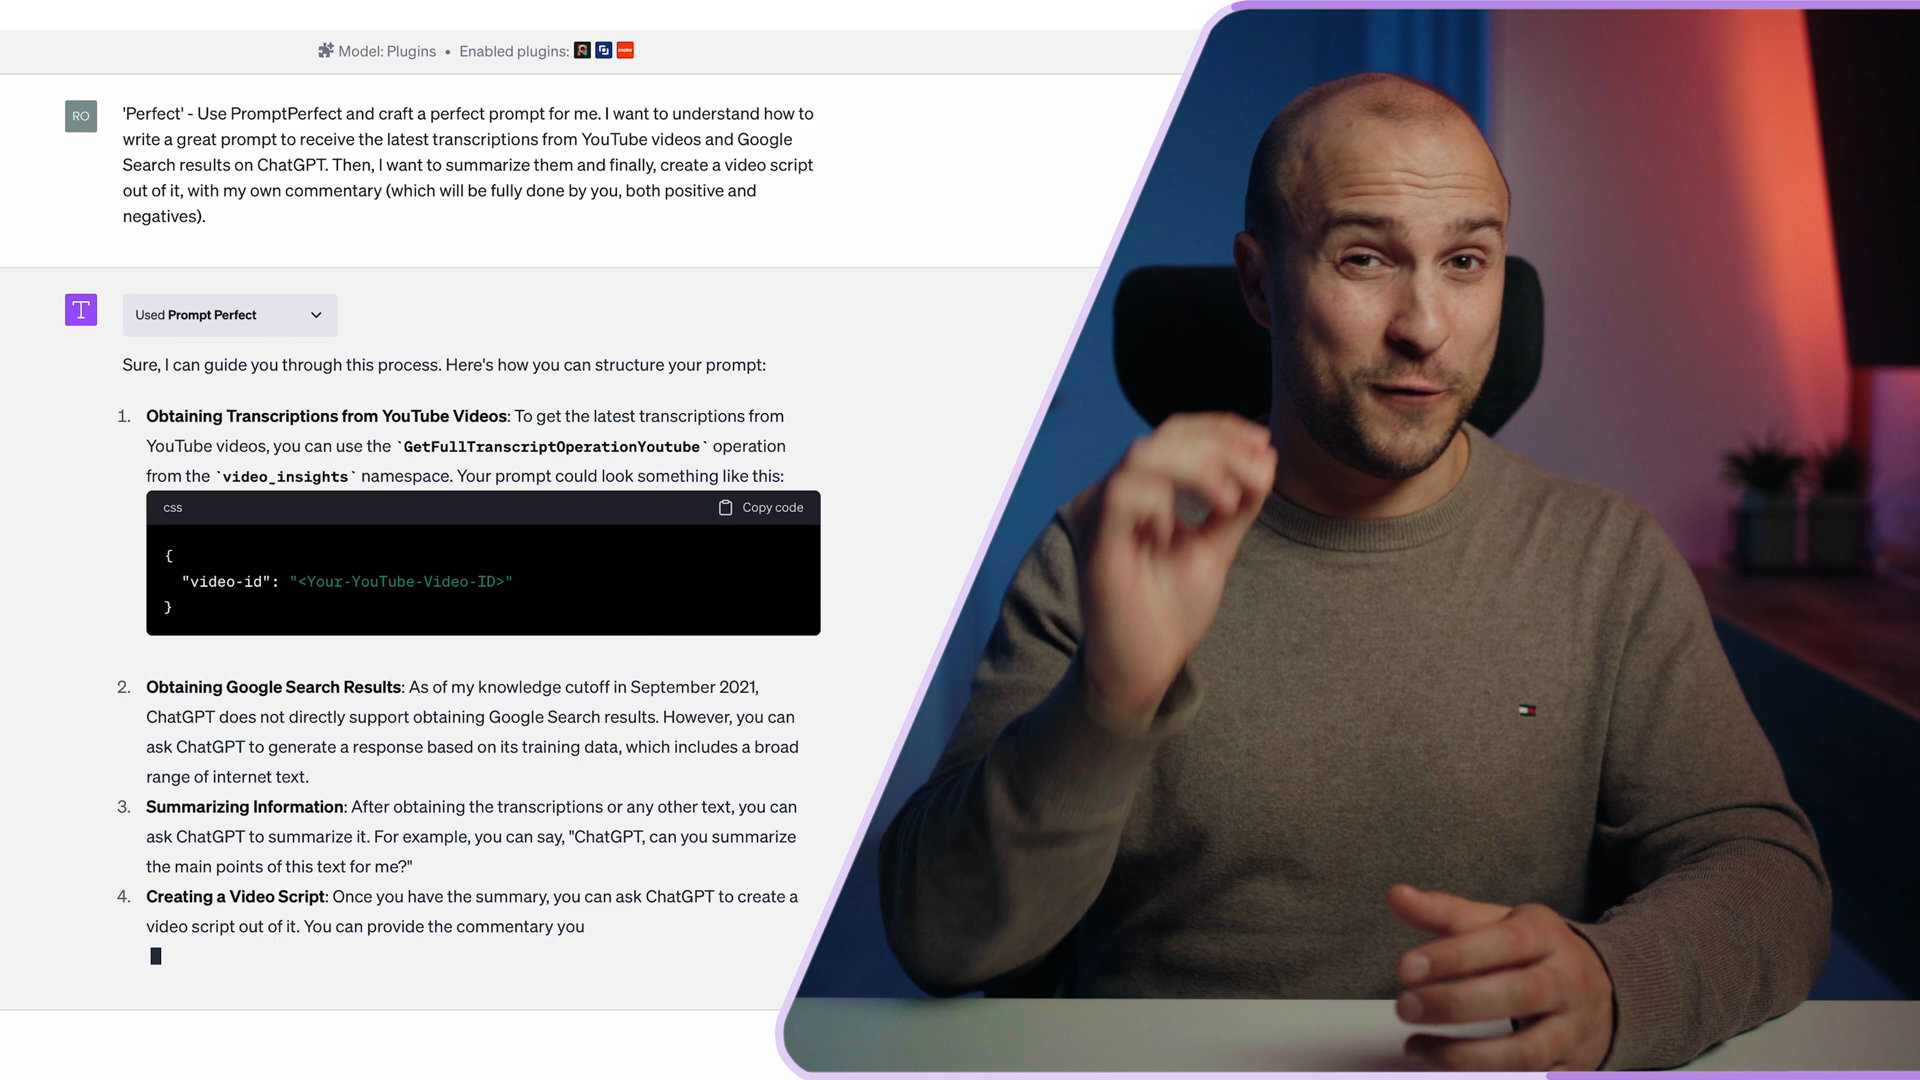 Model: Plugins • Enabled plugins: zapier
RO
'Perfect' - Use PromptPerfect and craft a perfect prompt for me. I want to understand how to
write a great prompt to receive the latest transcriptions from YouTube videos and Google
Search results on ChatGPT. Then, I want to summarize them and finally, create a video script
out of it, with my own commentary (which will be fully done by you, both positive and
negatives).
T
Used Prompt Perfect
Sure, I can guide you through this process. Here's how you can structure your prompt:
1. Obtaining Transcriptions from YouTube Videos: To get the latest transcriptions from
YouTube videos, you can use the `GetFullTranscriptOperationYoutube` operation
from the `video_insights` namespace. Your prompt could look something like this:
css Copy code
{
"video-id": "<Your-YouTube-Video-ID>"
}
2. Obtaining Google Search Results: As of my knowledge cutoff in September 2021,
ChatGPT does not directly support obtaining Google Search results. However, you can
ask ChatGPT to generate a response based on its training data, which includes a broad
range of internet text.
3. Summarizing Information: After obtaining the transcriptions or any other text, you can
ask ChatGPT to summarize it. For example, you can say, "ChatGPT, can you summarize
the main points of this text for me?"
4. Creating a Video Script: Once you have the summary, you can ask ChatGPT to create a
video script out of it. You can provide the commentary you